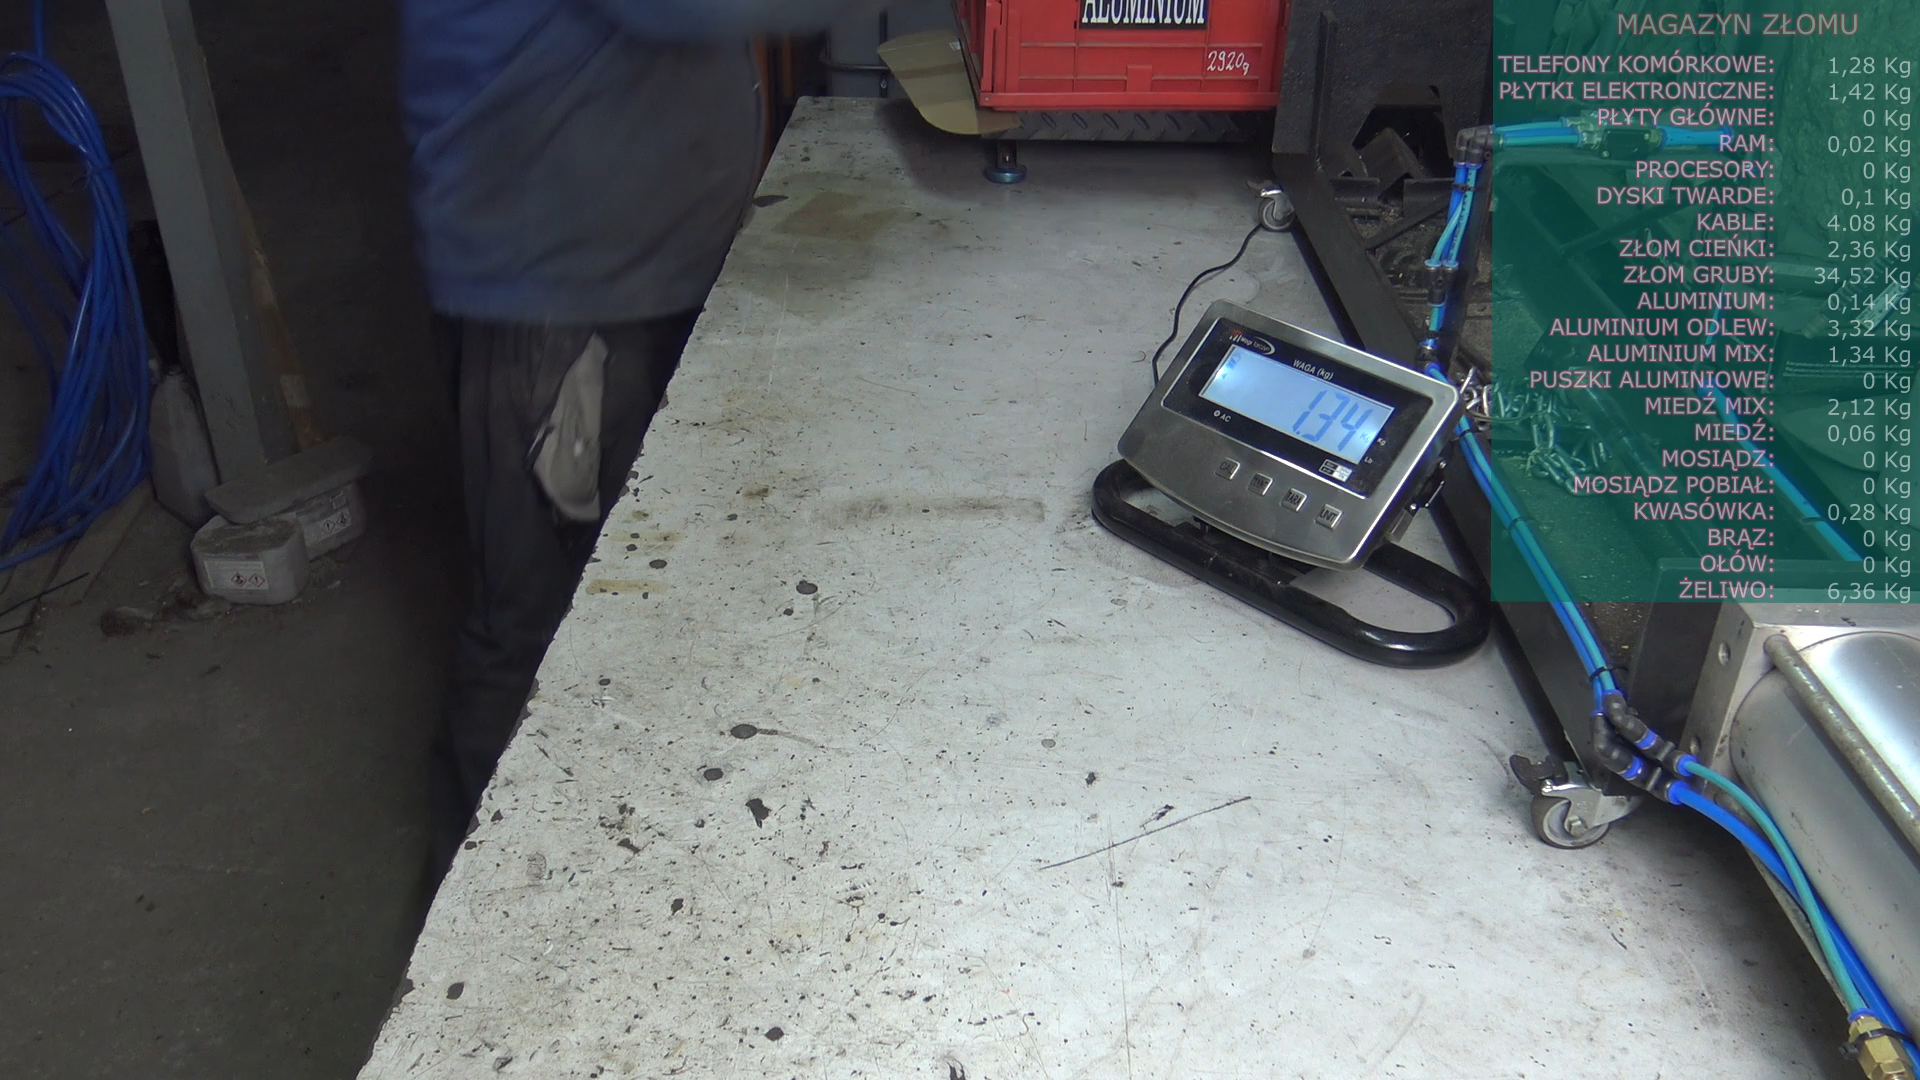 ALUMINIUM
2920g
MAGAZYN ZŁOMU
TELEFONY KOMÓRKOWE: 1,28 Kg
PŁYTKI ELEKTRONICZNE: 1,42 Kg
PŁYTY GŁÓWNE: 0 Kg
RAM: 0,02 Kg
PROCESORY: 0 Kg
DYSKI TWARDE: 0,1 Kg
KABLE: 4.08 Kg
ZŁOM CIEŃKI: 2,36 Kg
ZŁOM GRUBY: 34,52 Kg
ALUMINIUM: 0,14 Kg
ALUMINIUM ODLEW: 3,32 Kg
ALUMINIUM MIX: 1,34 Kg
PUSZKI ALUMINIOWE: 0 Kg
MIEDŹ MIX: 2,12 Kg
MIEDŹ: 0,06 Kg
MOSIĄDZ: 0 Kg
MOSIĄDZ POBIAŁ: 0 Kg
KWASÓWKA: 0,28 Kg
BRĄZ: 0 Kg
OŁÓW: 0 Kg
ŻELIWO: 6,36 Kg
WAGA (kg)
1.34
Kg
AC
TARA
UNIT